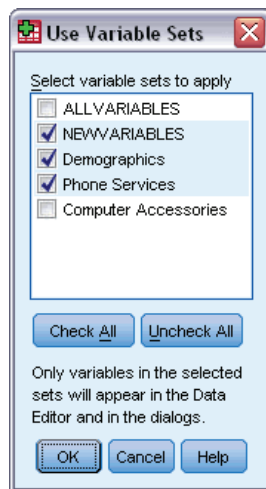 Use Variable Sets
Select variable sets to apply
ALLVARIABLES
NEWVARIABLES
Demographics
Phone Services
Computer Accessories
Check All Uncheck All
Only variables in the selected
sets will appear in the Data
Editor and in the dialogs.
OK Cancel Help